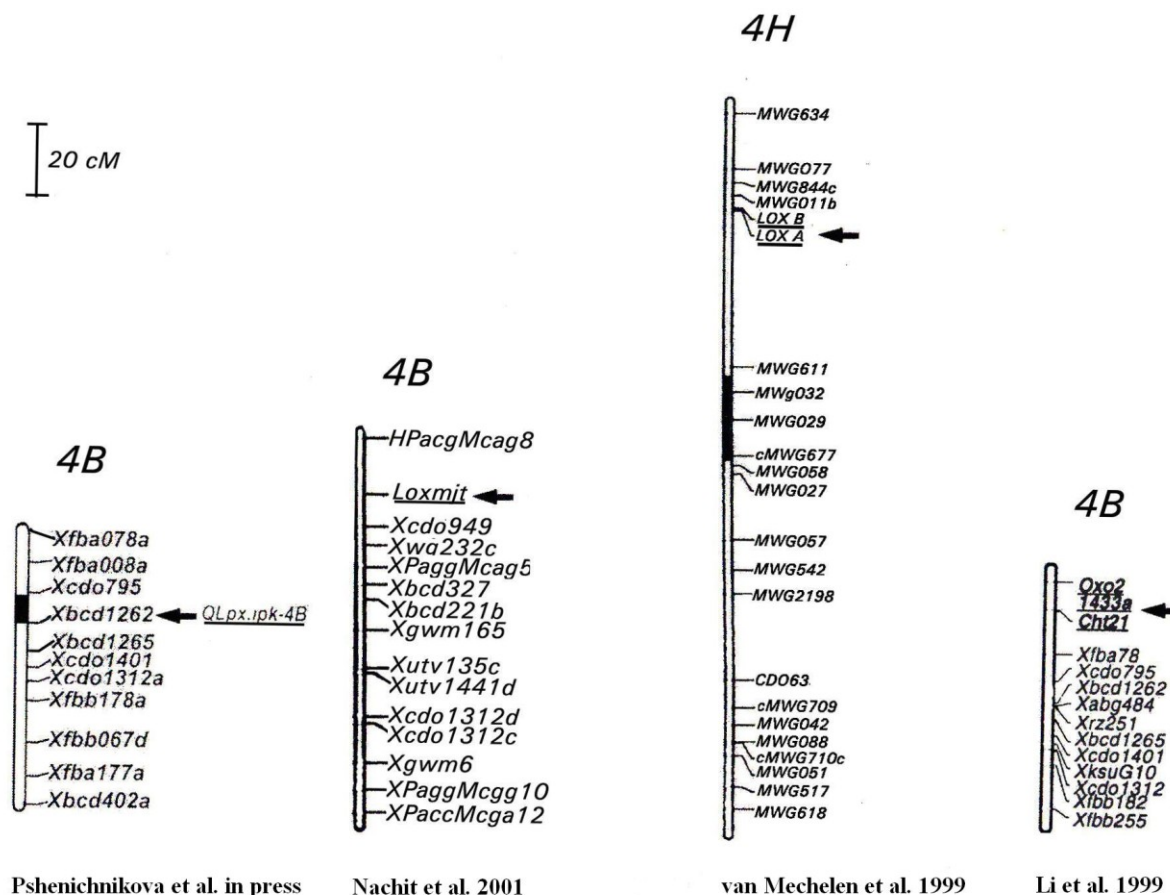 20 cM
4B
Xfba078a
Xfba008a
Xcdo795
Xbcd1262
QLpx.ipk-4B
Xbcd1265
Xcdo1401
Xcdo1312a
Xfbb178a
Xfbb067d
Xfba177a
Xbcd402a
Pshenichnikova et al. in press
4B
HPacgMcag8
Loxmjt
Xcdo949
Xwg232c
XPaggMcag5
Xbcd327
Xbcd221b
Xgwm165
Xutv135c
Xutv1441d
Xcdo1312d
Xcdo1312c
Xgwm6
XPaggMcgg10
XPaccMcga12
Nachit et al. 2001
4H
MWG634
MWG077
MWG844c
MWG011b
LOX B
LOX A
MWG611
MWg032
MWG029
cMWG677
MWG058
MWG027
MWG057
MWG542
MWG2198
CDO63
cMWG709
MWG042
MWG088
cMWG710c
MWG051
MWG517
MWG618
van Mechelen et al. 1999
4B
Oxo2
1433a
Cht21
Xfba78
Xcdo795
Xbcd1262
Xabg484
Xrz251
Xbcd1265
Xcdo1401
XksuG10
Xcdo1312
Xfbb182
Xfbb255
Li et al. 1999